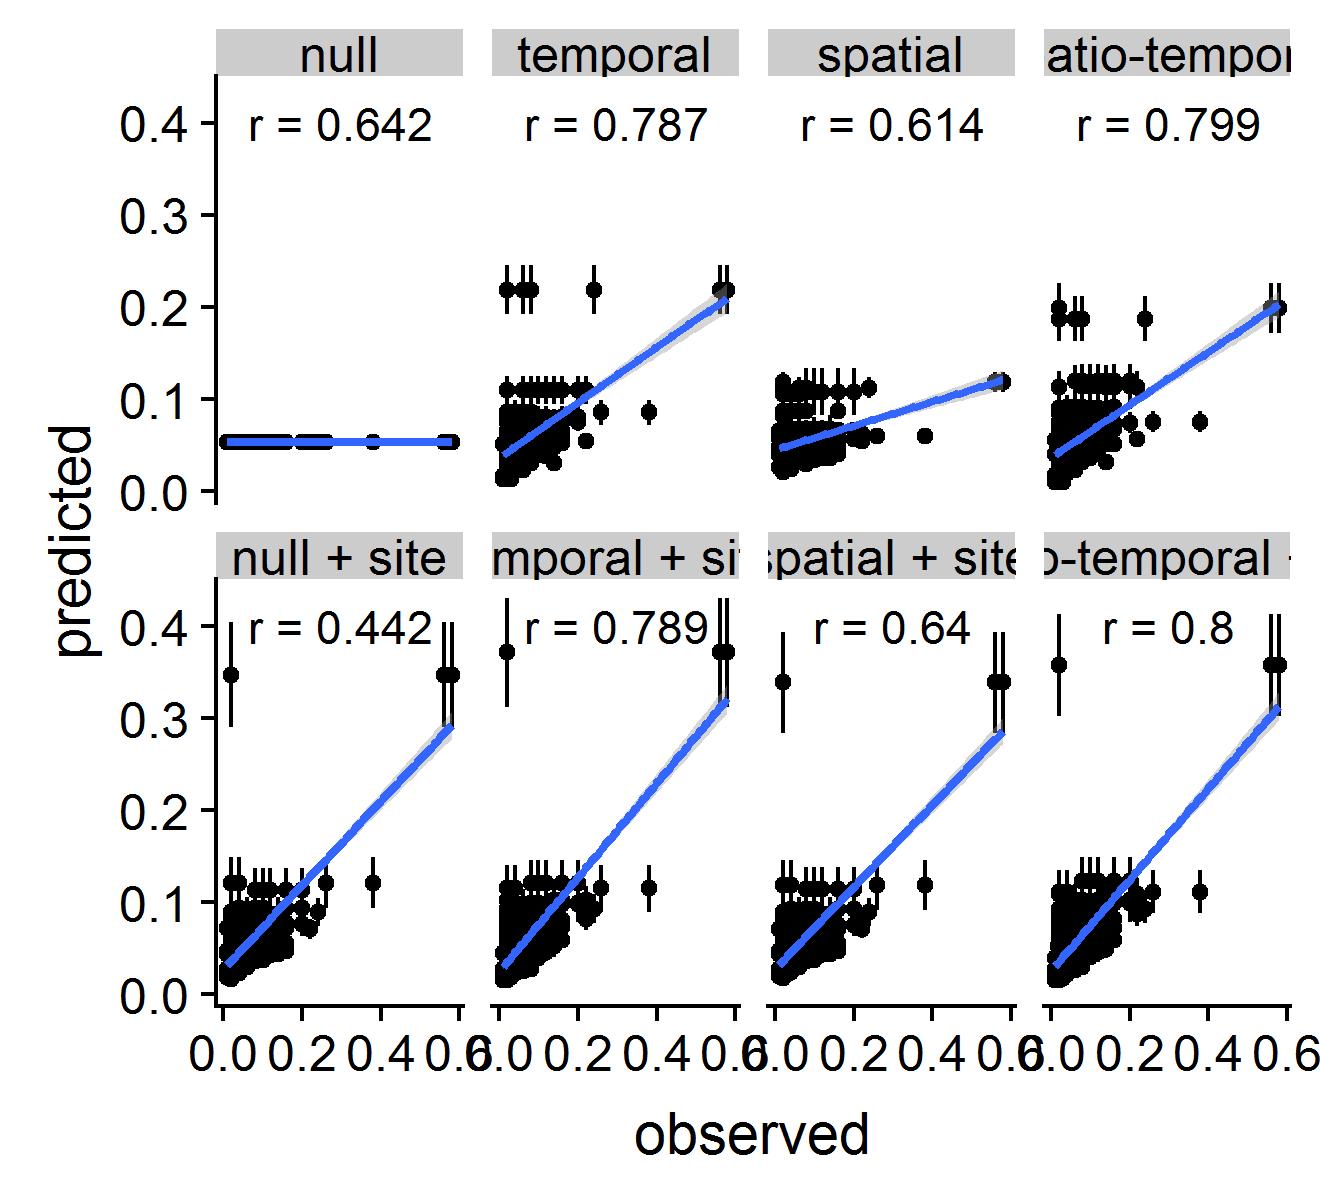 null temporal spatial atio-tempor
r = 0.642 r = 0.787 r = 0.614 r = 0.799
0.4
0.3
0.2
0.1
0.0
predicted
null + site mporal + sit spatial + site o-temporal +
r = 0.442 r = 0.789 r = 0.64 r = 0.8
0.4
0.3
0.2
0.1
0.0
0.0 0.2 0.4 0.6 0.0 0.2 0.4 0.6 0.0 0.2 0.4 0.6 0.0 0.2 0.4 0.6
observed